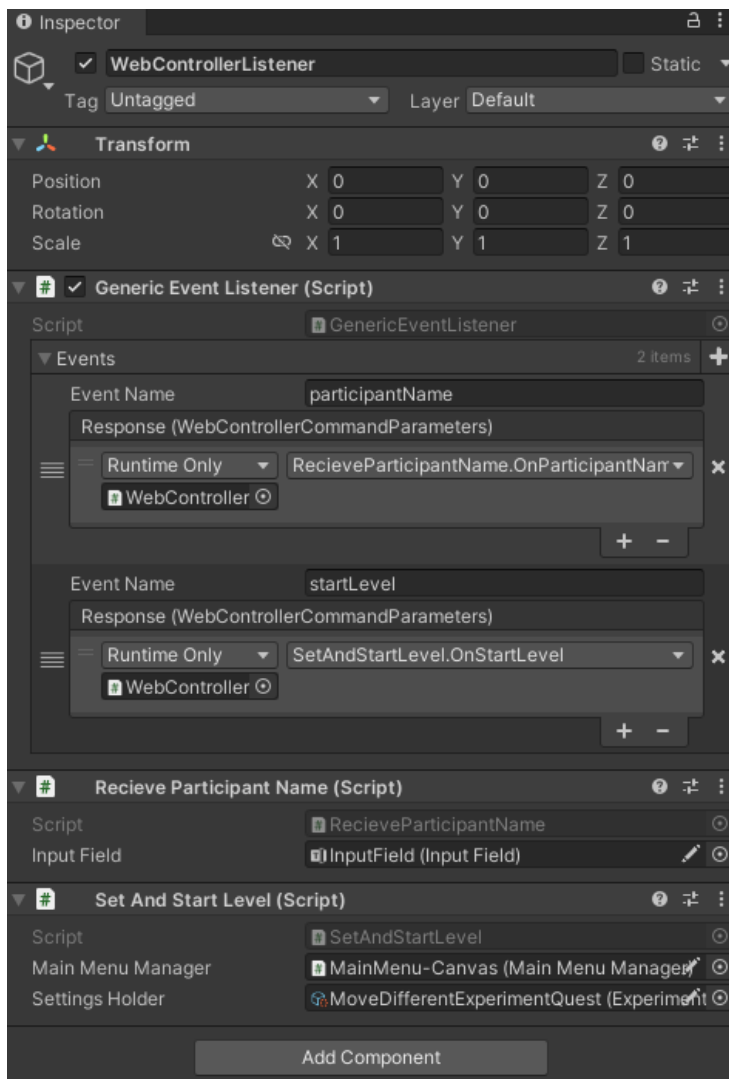 Inspector
WebControllerListener Static
Tag Untagged Layer Default
Transform
Position X 0 Y 0 Z 0
Rotation X 0 Y 0 Z 0
Scale X 1 Y 1 Z 1
# Generic Event Listener (Script)
Script # GenericEventListener
Events 2 items
Event Name participantName
Response (WebControllerCommandParameters)
Runtime Only RecieveParticipantName.OnParticipantNam
# WebController
+ −
Event Name startLevel
Response (WebControllerCommandParameters)
Runtime Only SetAndStartLevel.OnStartLevel
# WebController
+ −
# Recieve Participant Name (Script)
Script # RecieveParticipantName
Input Field InputField (Input Field)
# Set And Start Level (Script)
Script # SetAndStartLevel
Main Menu Manager # MainMenu-Canvas (Main Menu Manager)
Settings Holder MoveDifferentExperimentQuest (Experiment
Add Component